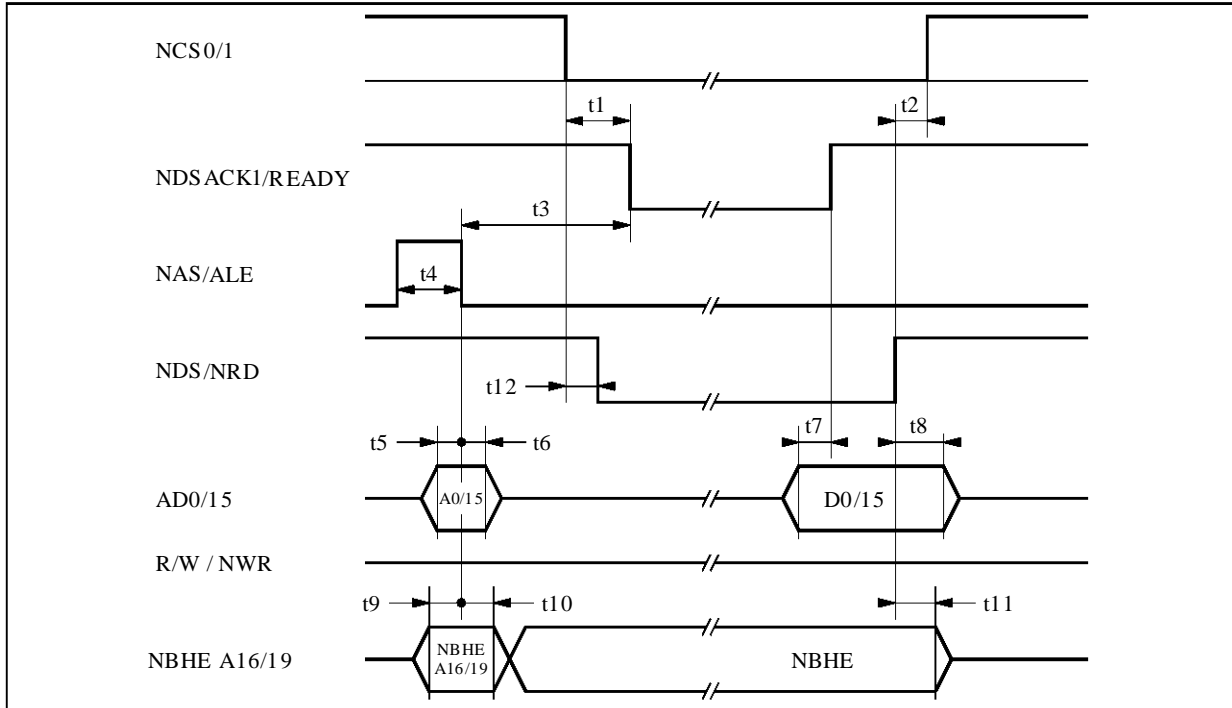 NCS0/1
t1
t2
NDSACK1/READY
t3
NAS/ALE
t4
NDS/NRD
t12
t5
t6
t7
t8
AD0/15
A0/15
D0/15
R/W / NWR
t9
t10
t11
NBHE A16/19
NBHE
A16/19
NBHE